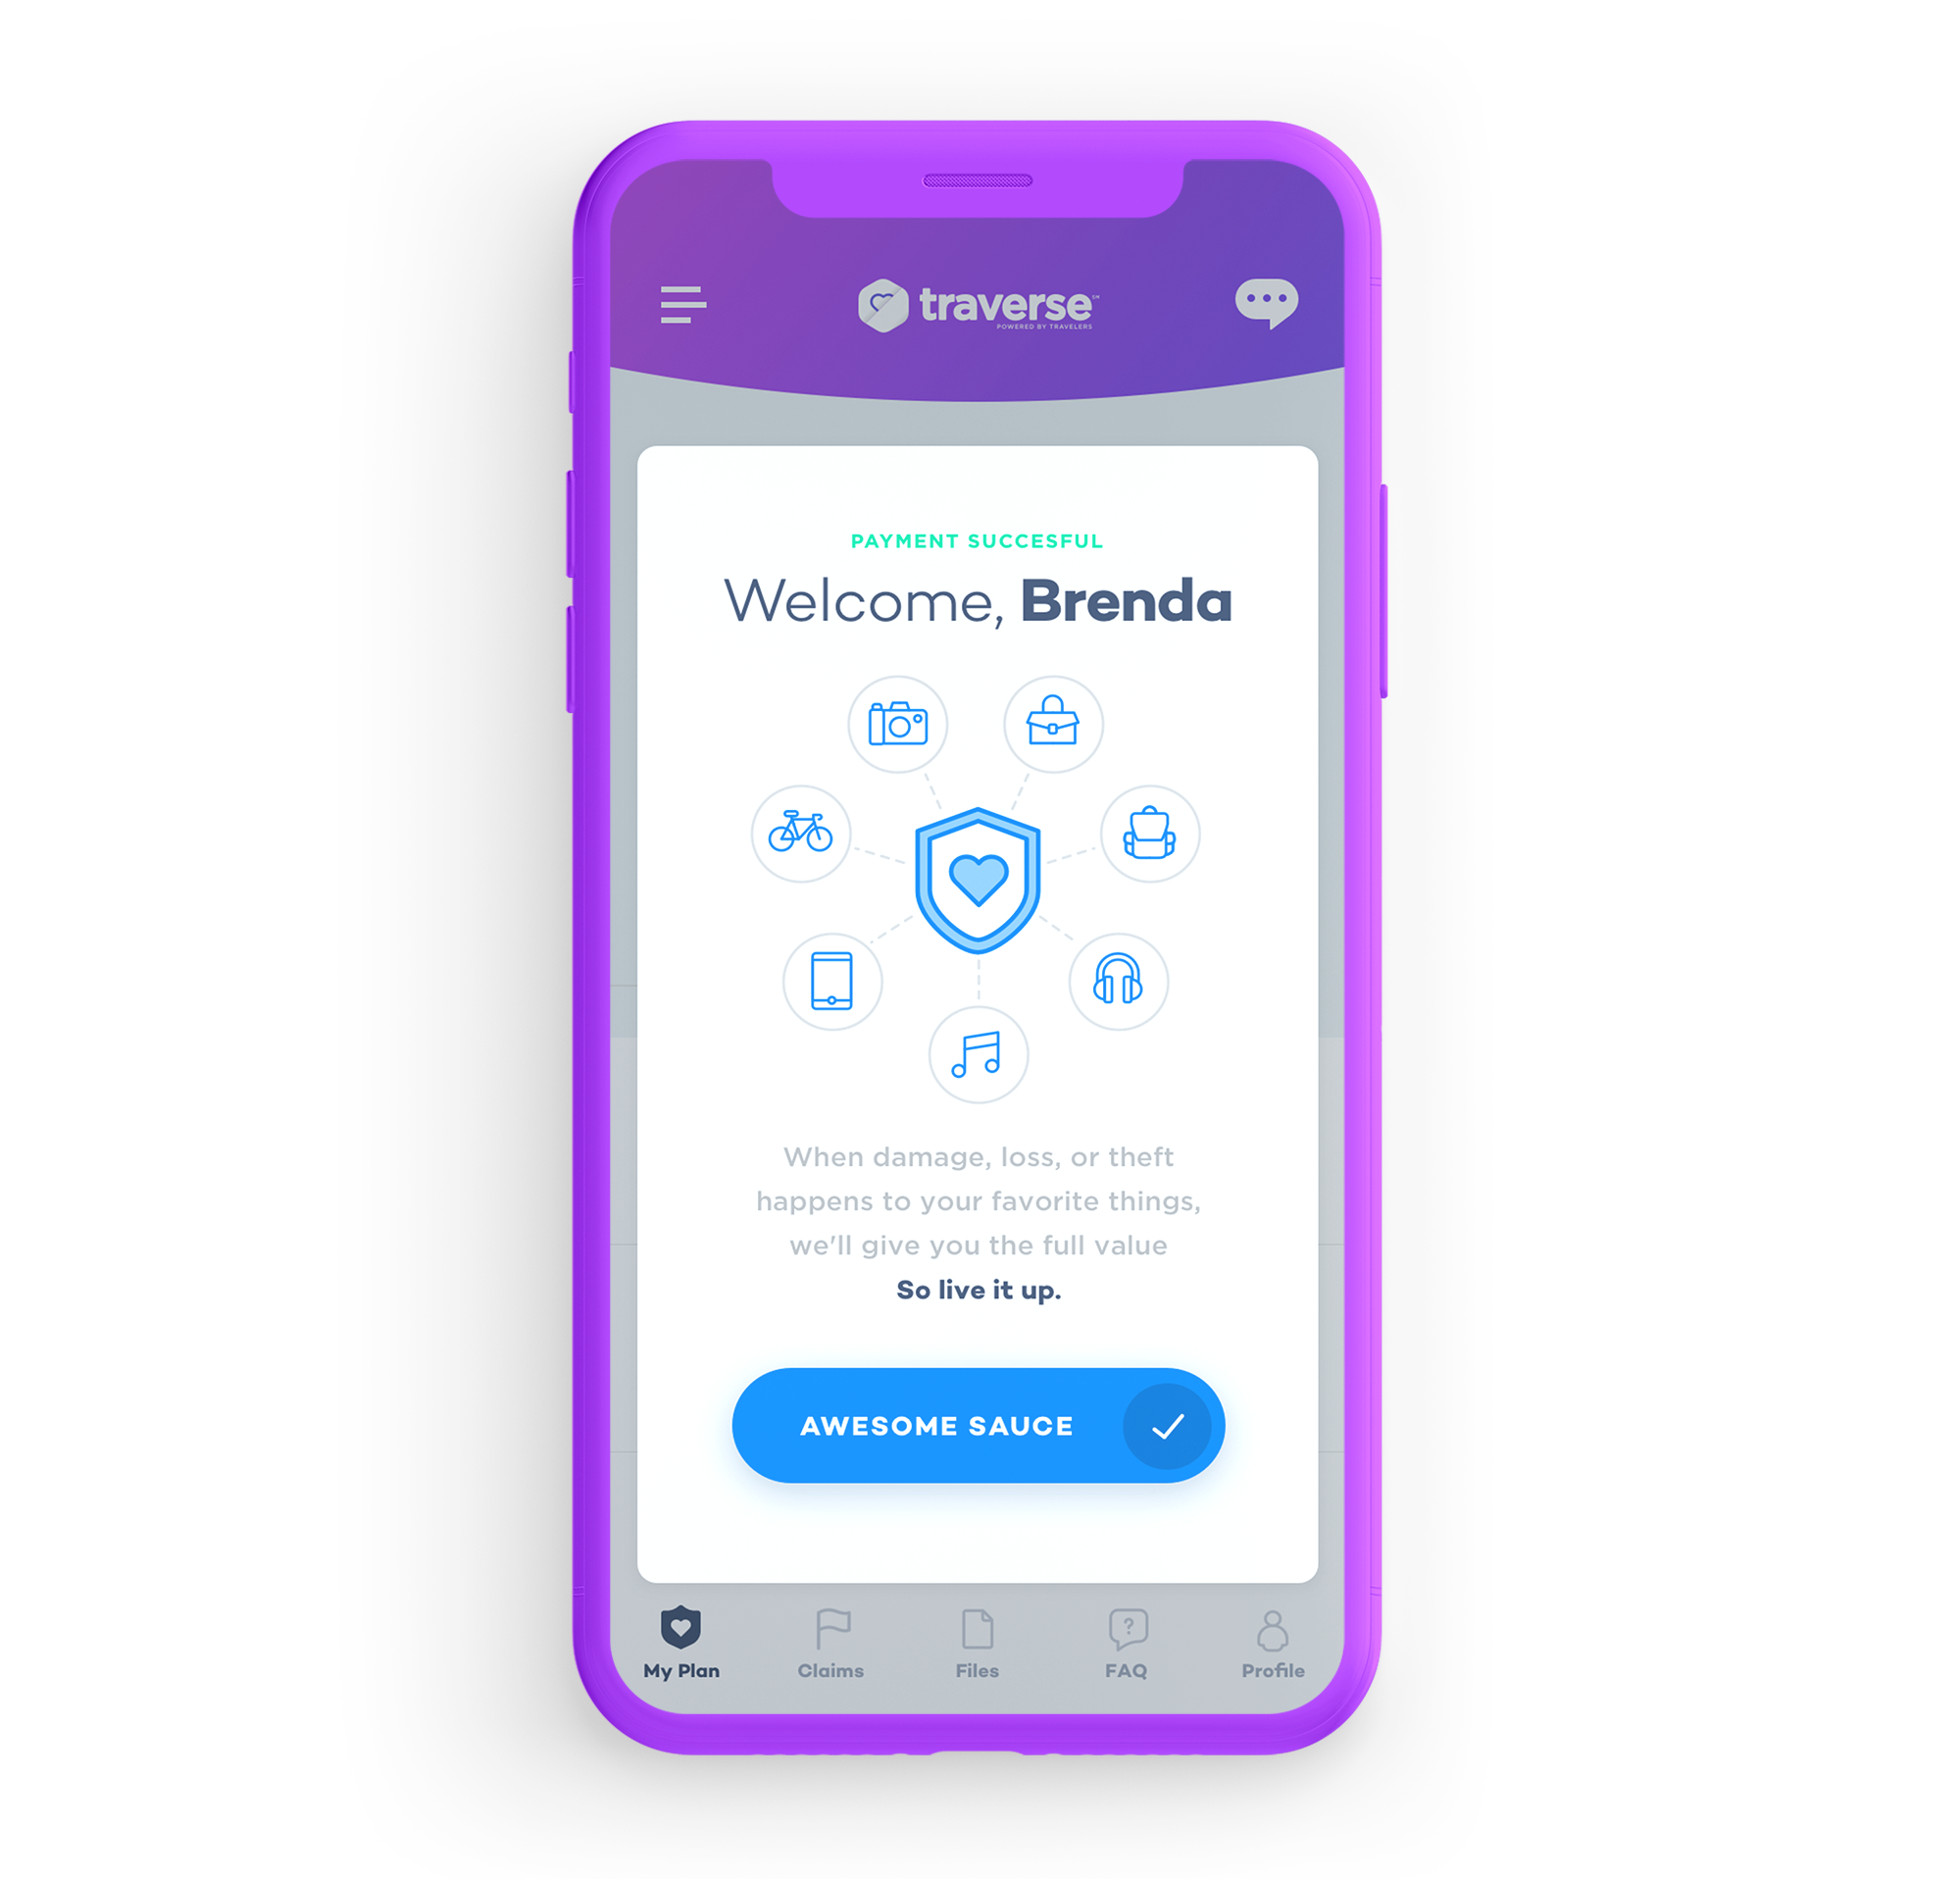 traverse℠
POWERED BY TRAVELERS
PAYMENT SUCCESFUL
Welcome, Brenda
When damage, loss, or theft
happens to your favorite things,
we'll give you the full value
So live it up.
AWESOME SAUCE
?
My Plan
Claims
Files
FAQ
Profile